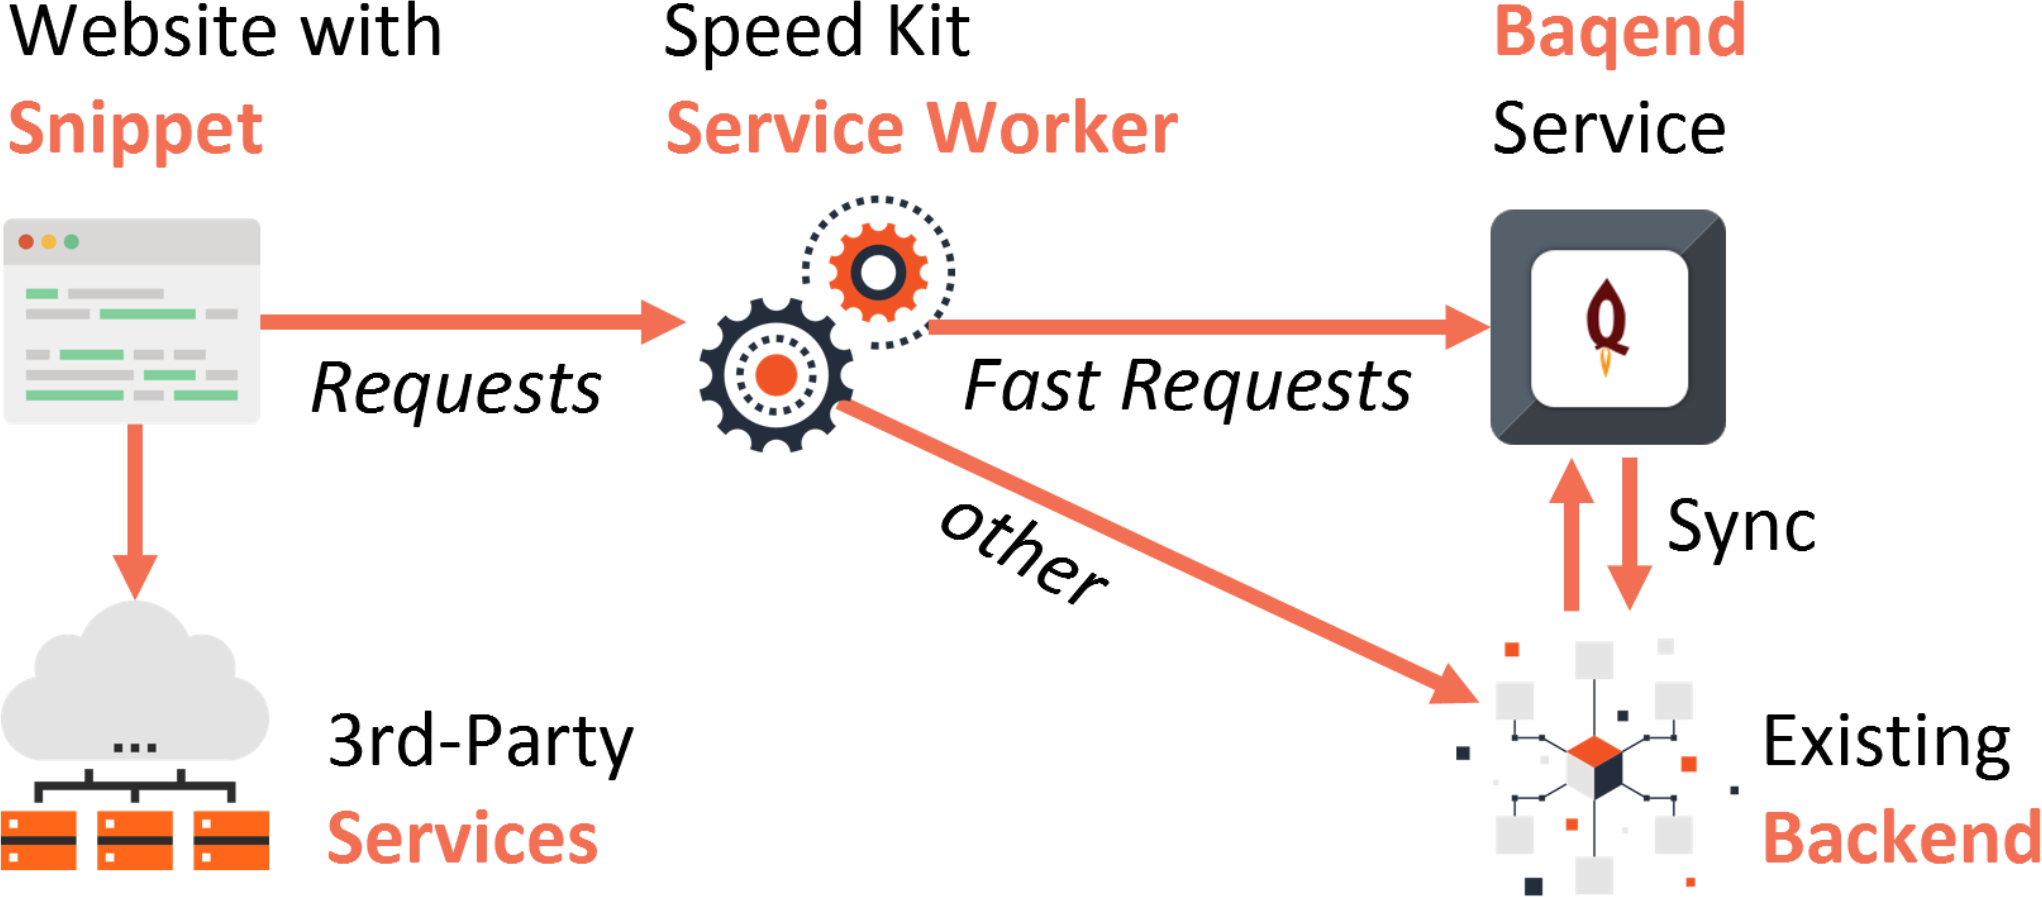 Website with
Snippet
Speed Kit
Service Worker
Baqend
Service
Requests
Fast Requests
other
Sync
3rd-Party
Services
Existing
Backend